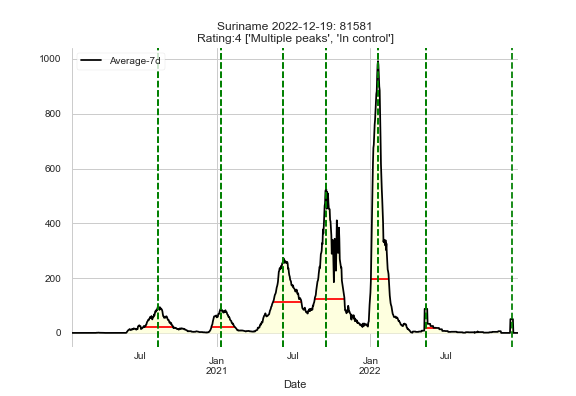 Suriname 2022-12-19: 81581
Rating:4 ['Multiple peaks', 'In control']
Average-7d
1000
800
600
400
200
0
Jul
Jan
2021
Jul
Jan
2022
Jul
Date